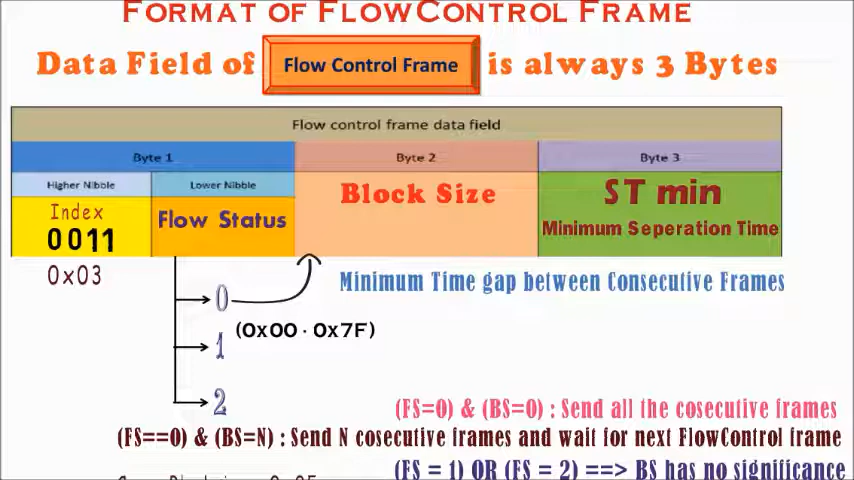 FORMAT OF FLOWCONTROL FRAME
Data Field of Flow Control Frame is always 3 Bytes
Flow control frame data field
Byte 1 Byte 2 Byte 3
Higher Nibble Lower Nibble
Block Size
ST min
Index
Flow Status
Minimum Seperation Time
0011
0x03
Minimum Time gap between Consecutive Frames
0
(0x00 - 0x7F)
1
2
(FS=0) & (BS=0) : Send all the cosecutive frames
(FS==0) & (BS=N) : Send N cosecutive frames and wait for next FlowControl frame
(FS = 1) OR (FS = 2) ==> BS has no significance